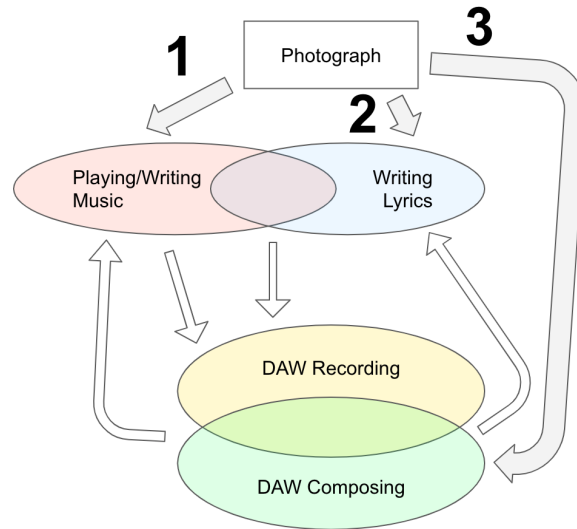 1
Photograph
3
2
Playing/Writing
Music
Writing
Lyrics
DAW Recording
DAW Composing